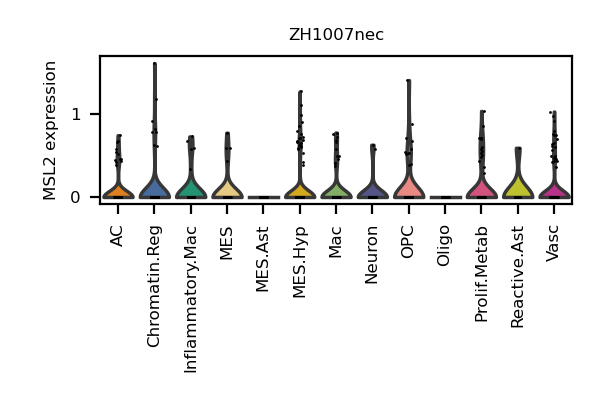 ZH1007nec
MSL2 expression
1
0
AC
Chromatin.Reg
Inflammatory.Mac
MES
MES.Ast
MES.Hyp
Mac
Neuron
OPC
Oligo
Prolif.Metab
Reactive.Ast
Vasc